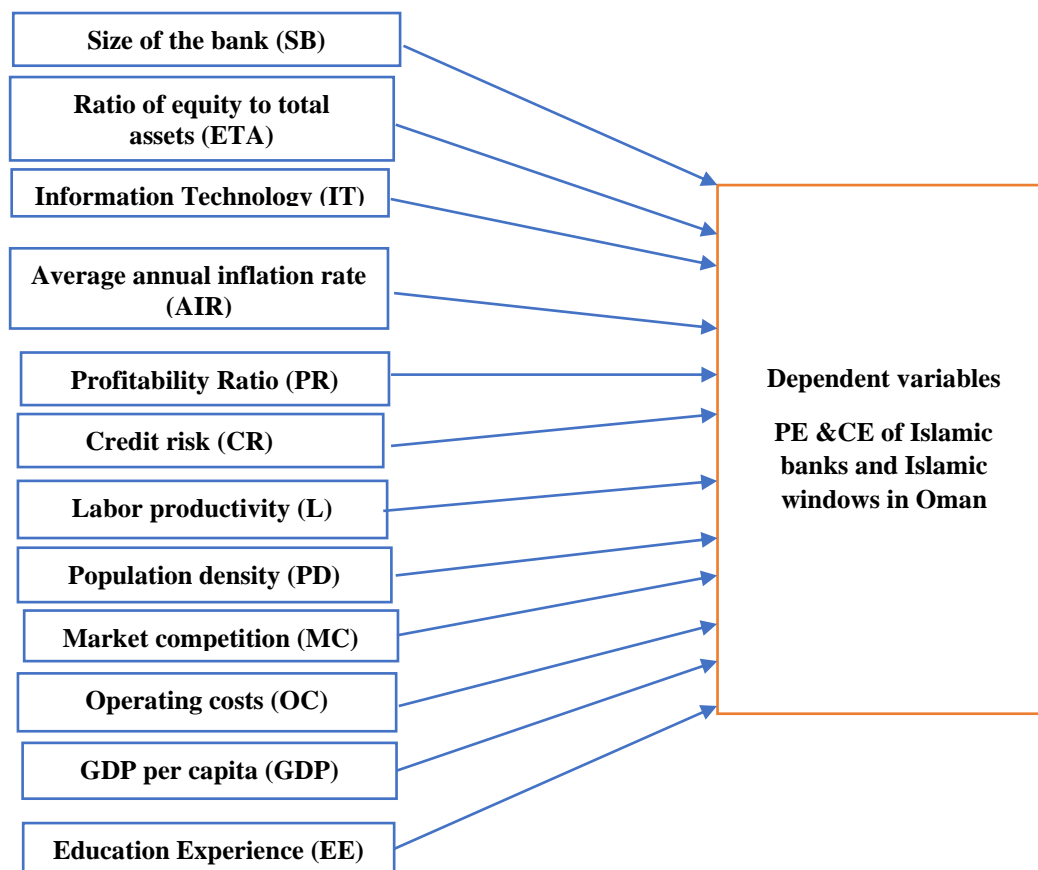 Size of the bank (SB)
Ratio of equity to total
assets (ETA)
Information Technology (IT)
Average annual inflation rate
(AIR)
Profitability Ratio (PR)
Credit risk (CR)
Labor productivity (L)
Population density (PD)
Market competition (MC)
Operating costs (OC)
GDP per capita (GDP)
Education Experience (EE)
Dependent variables
PE &CE of Islamic
banks and Islamic
windows in Oman